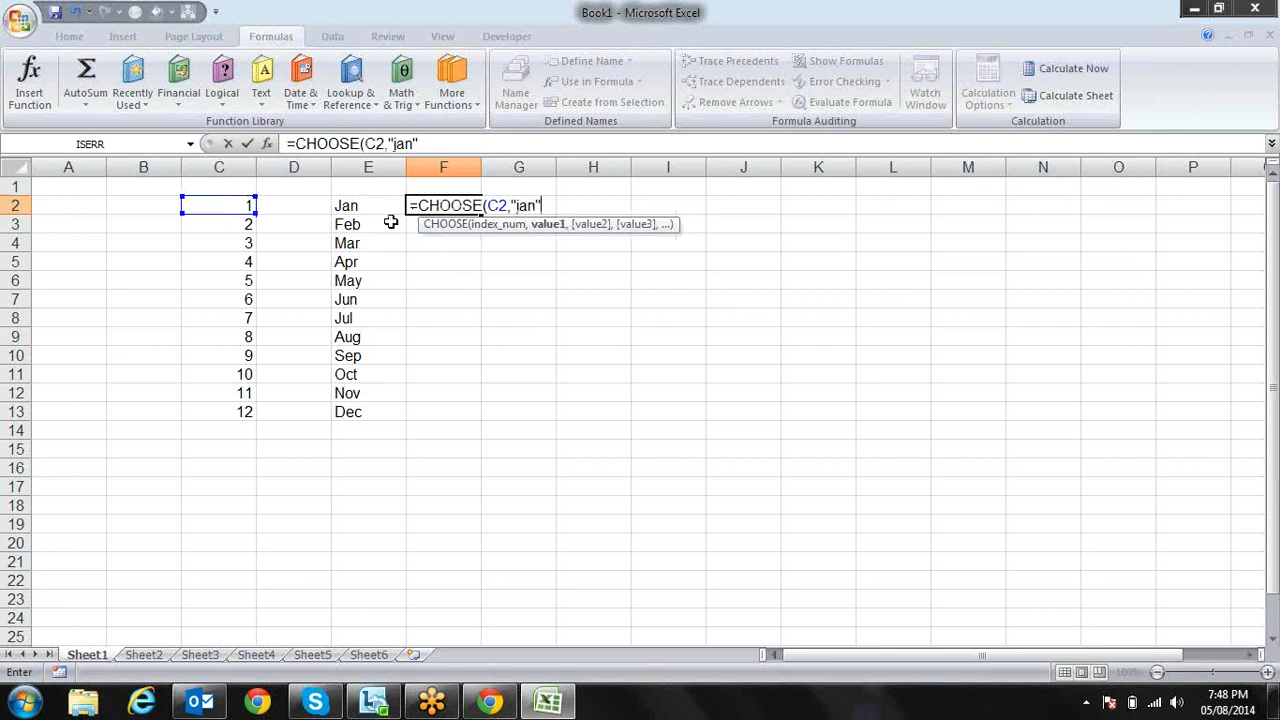 Book1 - Microsoft Excel
Home Insert Page Layout Formulas Data Review View Developer
Insert Function
AutoSum
Recently Used
Financial
Logical
Text
Date & Time
Lookup & Reference
Math & Trig
More Functions
Function Library
Name Manager
Define Name
Use in Formula
Create from Selection
Defined Names
Trace Precedents
Trace Dependents
Remove Arrows
Show Formulas
Error Checking
Evaluate Formula
Formula Auditing
Watch Window
Calculation Options
Calculate Now
Calculate Sheet
Calculation
ISERR fx =CHOOSE(C2,"jan"
A B C D E F G H I J K L M N O P
1
2 1 Jan =CHOOSE(C2,"jan"
3 2 Feb CHOOSE(index_num, value1, [value2], [value3], ...)
4 3 Mar
5 4 Apr
6 5 May
7 6 Jun
8 7 Jul
9 8 Aug
10 9 Sep
11 10 Oct
12 11 Nov
13 12 Dec
14
15
16
17
18
19
20
21
22
23
24
25
Sheet1 Sheet2 Sheet3 Sheet4 Sheet5 Sheet6
Enter 100%
7:48 PM
05/08/2014